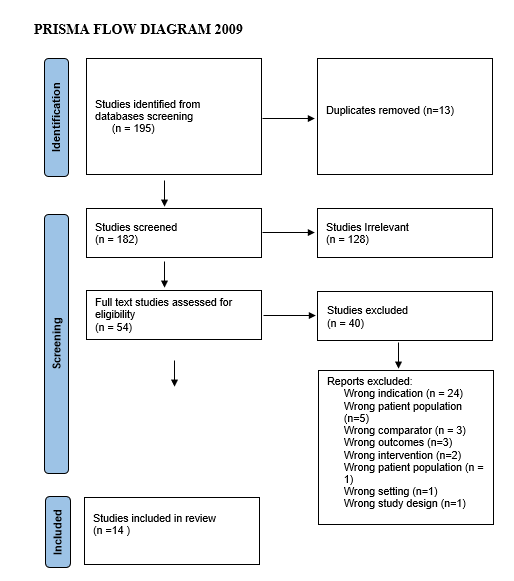 PRISMA FLOW DIAGRAM 2009
Identification
Studies identified from
databases screening
(n = 195)
Duplicates removed (n=13)
Screening
Studies screened
(n = 182)
Studies Irrelevant
(n = 128)
Full text studies assessed for
eligibility
(n = 54)
Studies excluded
(n = 40)
Reports excluded:
Wrong indication (n = 24)
Wrong patient population
(n=5)
Wrong comparator (n = 3)
Wrong outcomes (n=3)
Wrong intervention (n=2)
Wrong patient population (n =
1)
Wrong setting (n=1)
Wrong study design (n=1)
Included
Studies included in review
(n =14 )